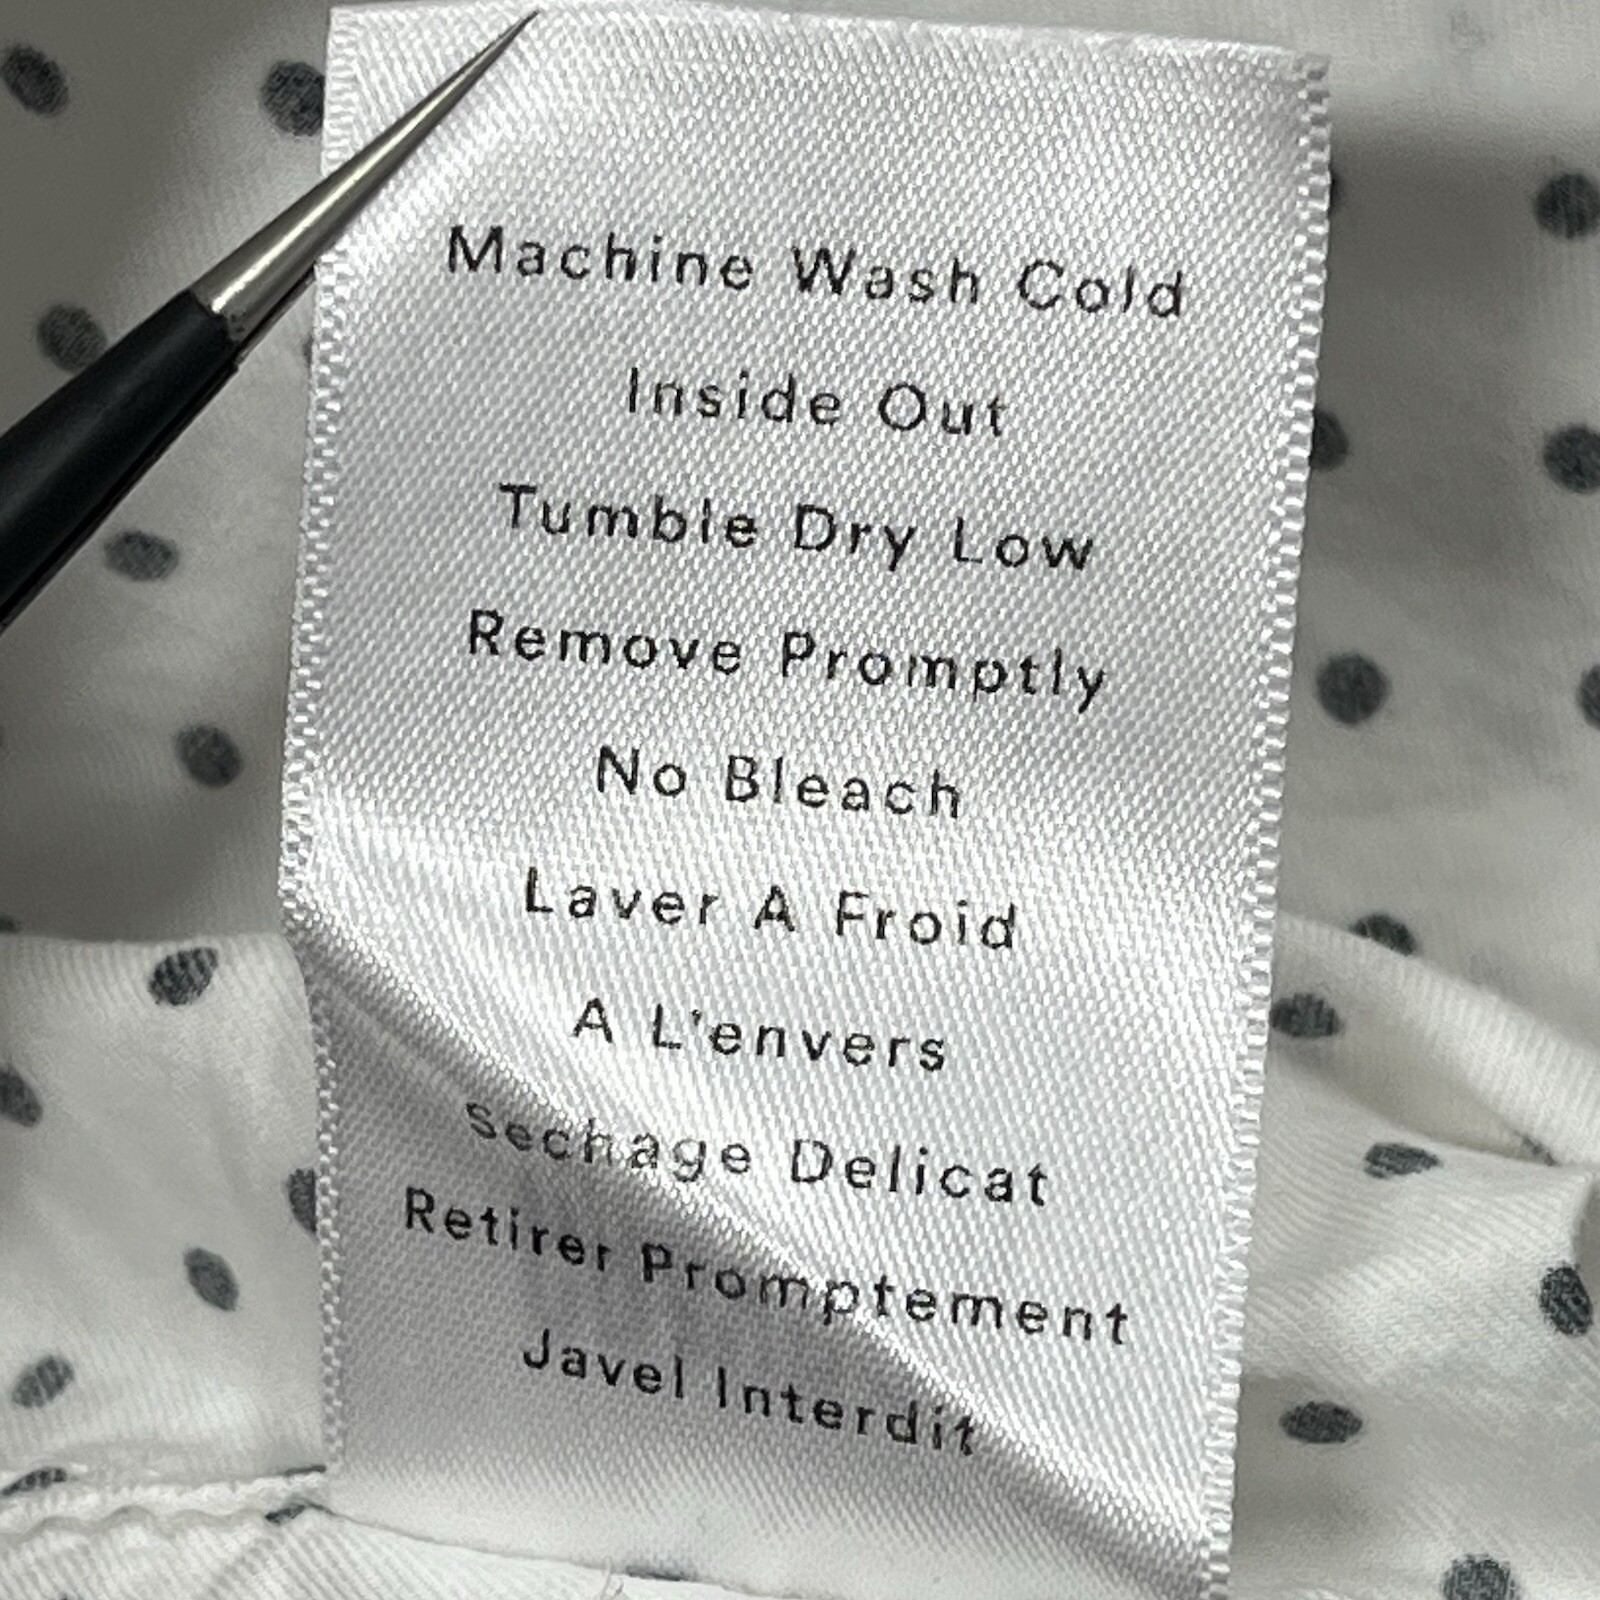 Machine Wash Cold
Inside Out
Tumble Dry Low
Remove Promptly
No Bleach
Laver A Froid
A L'envers
Sechage Delicat
Retirer Promptement
Javel Interdit